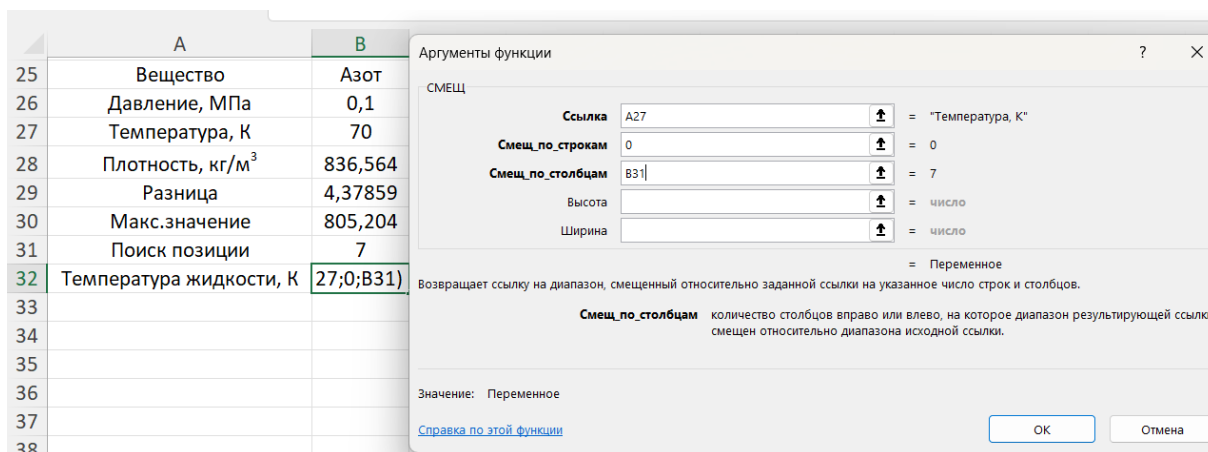 A B
25 Вещество Азот
26 Давление, МПа 0,1
27 Температура, К 70
28 Плотность, кг/м³ 836,564
29 Разница 4,37859
30 Макс.значение 805,204
31 Поиск позиции 7
32 Температура жидкости, К 27;0;B31)
33
34
35
36
37
38
Аргументы функции ? ×
СМЕЩ
Ссылка A27 = "Температура, К"
Смещ_по_строкам 0 = 0
Смещ_по_столбцам B31 = 7
Высота = число
Ширина = число
= Переменное
Возвращает ссылку на диапазон, смещенный относительно заданной ссылки на указанное число строк и столбцов.
Смещ_по_столбцам количество столбцов вправо или влево, на которое диапазон результирующей ссылк
смещен относительно диапазона исходной ссылки.
Значение: Переменное
Справка по этой функции ОК Отмена